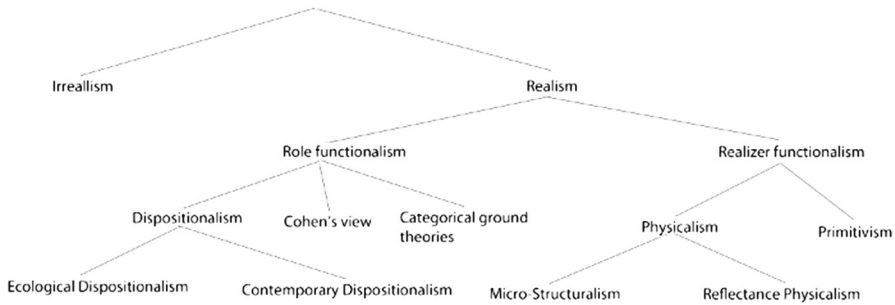 Irreallism
Realism
Role functionalism
Realizer functionalism
Dispositionalism
Cohen's view
Categorical ground
theories
Physicalism
Primitivism
Ecological Dispositionalism
Contemporary Dispositionalism
Micro-Structuralism
Reflectance Physicalism